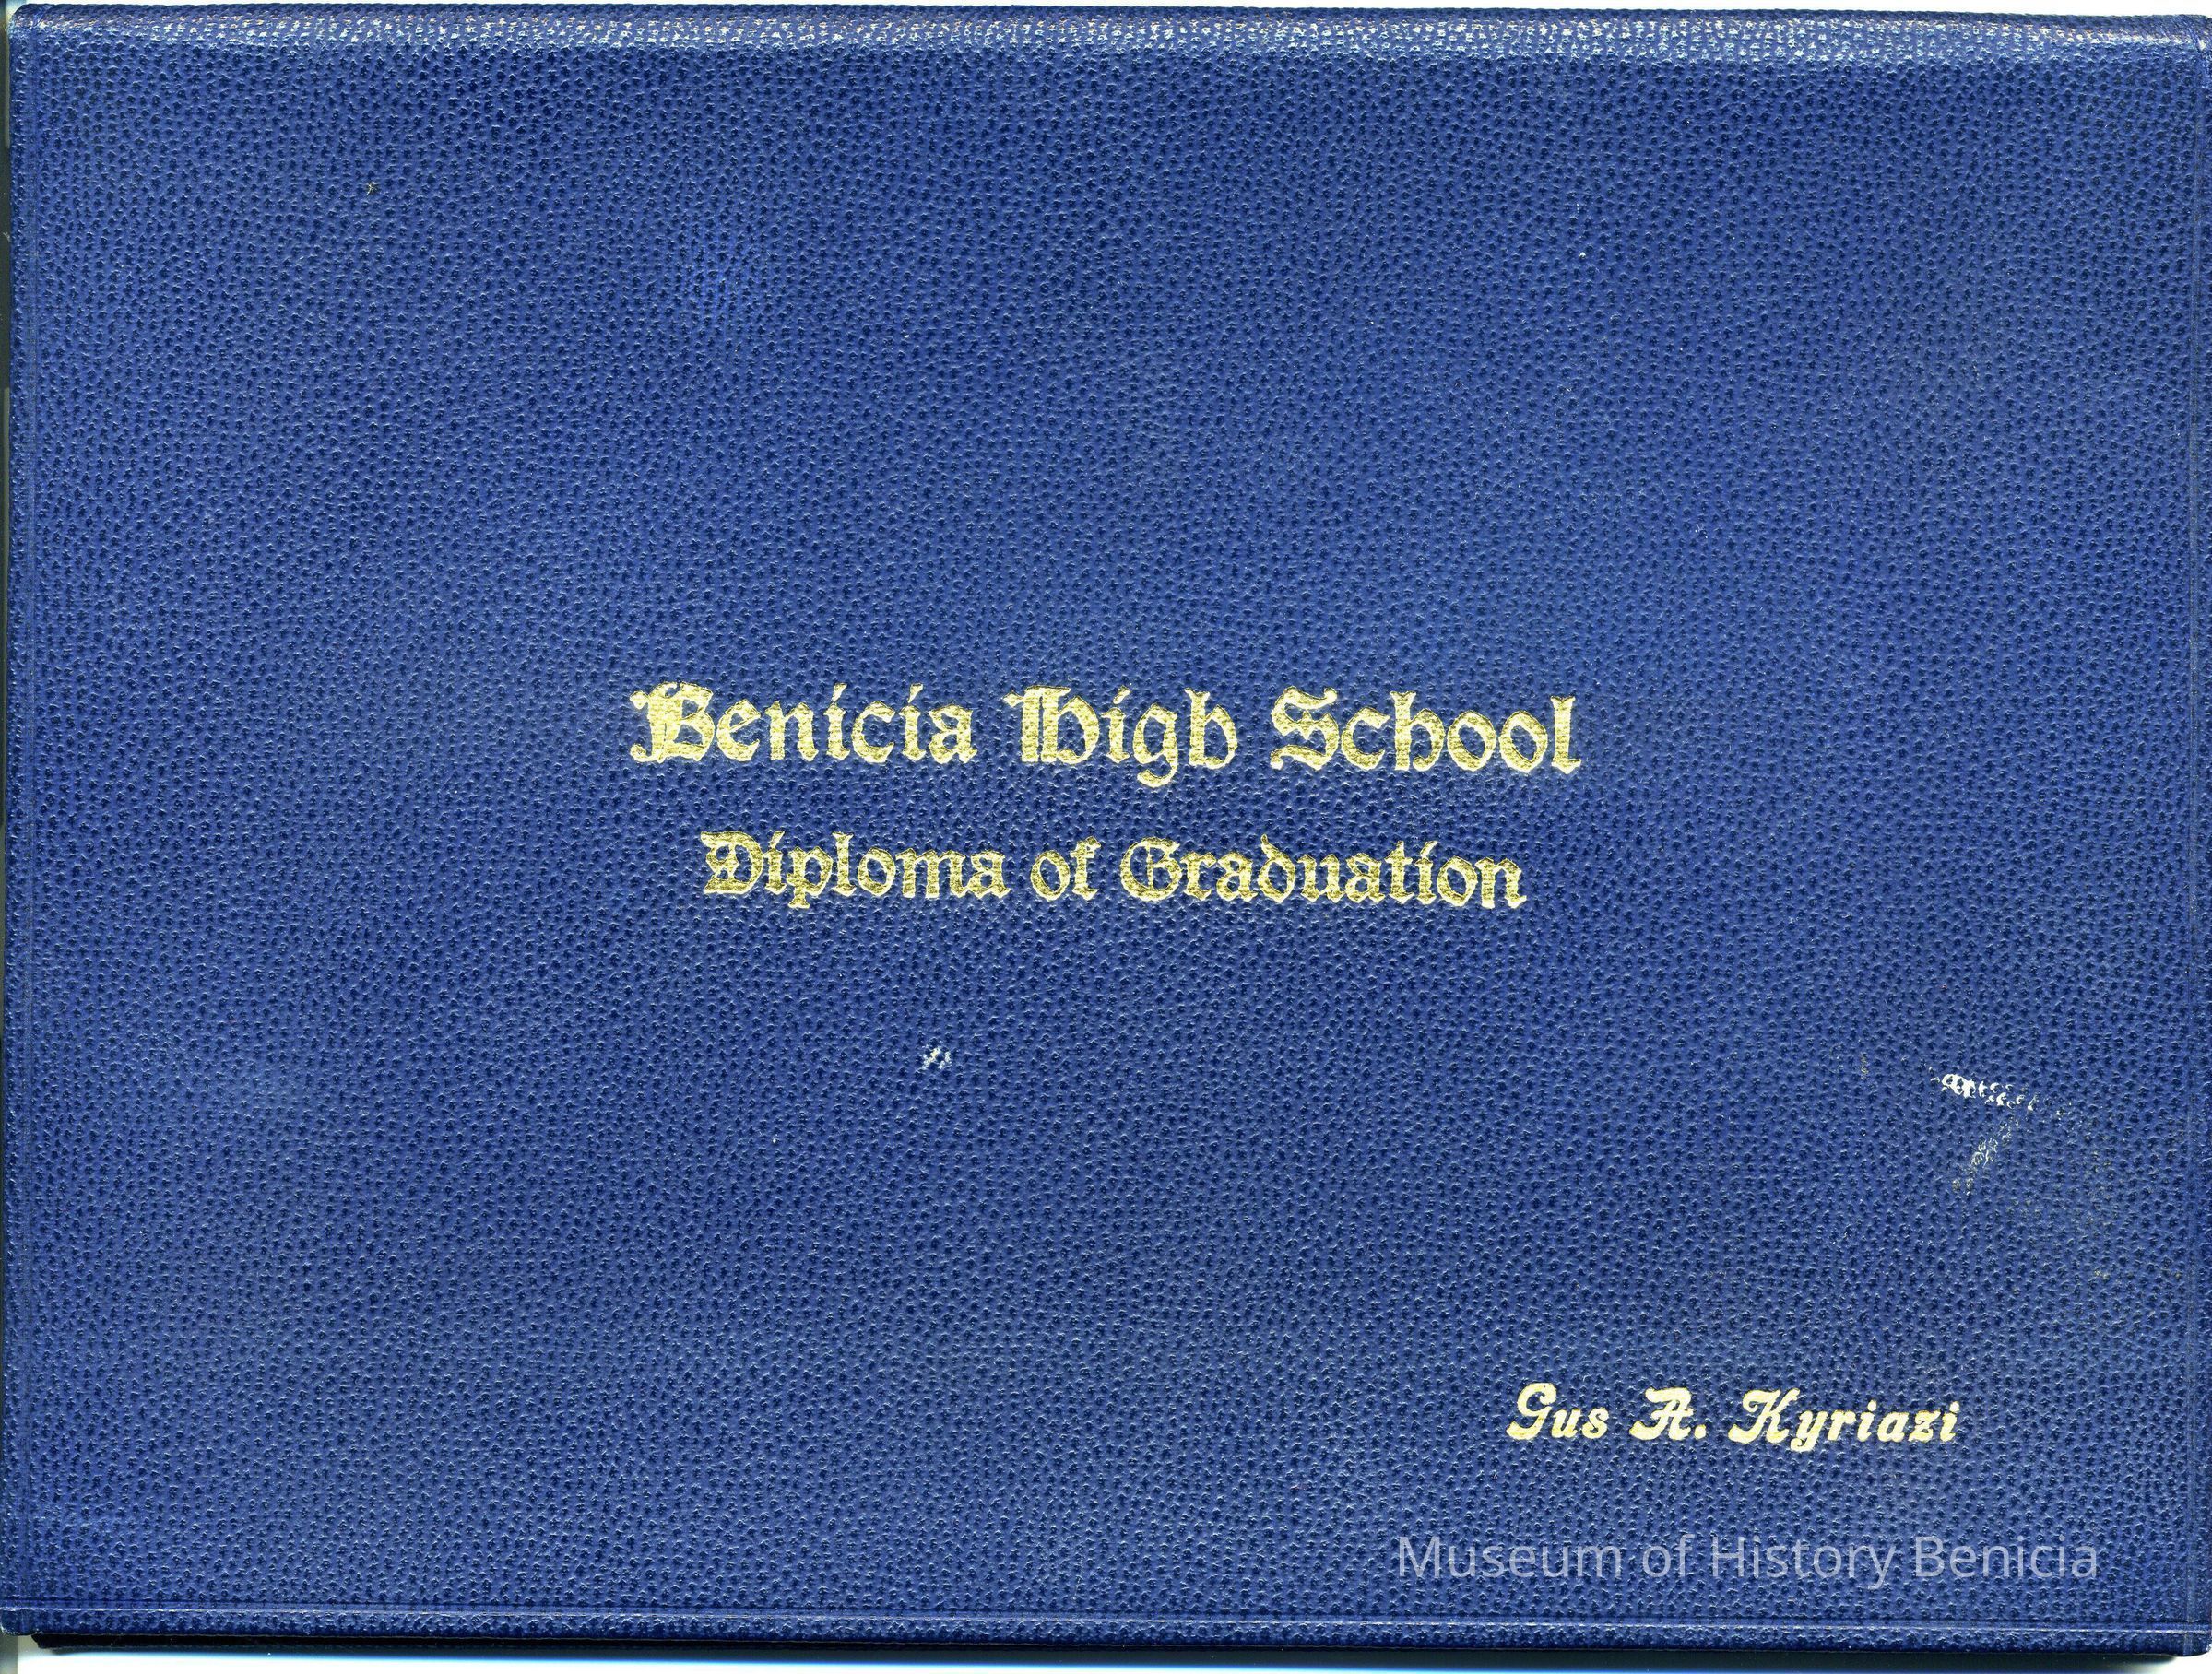 Benicia High School
Diploma of Graduation
Gus A. Kyriazi
Museum of History Benicia